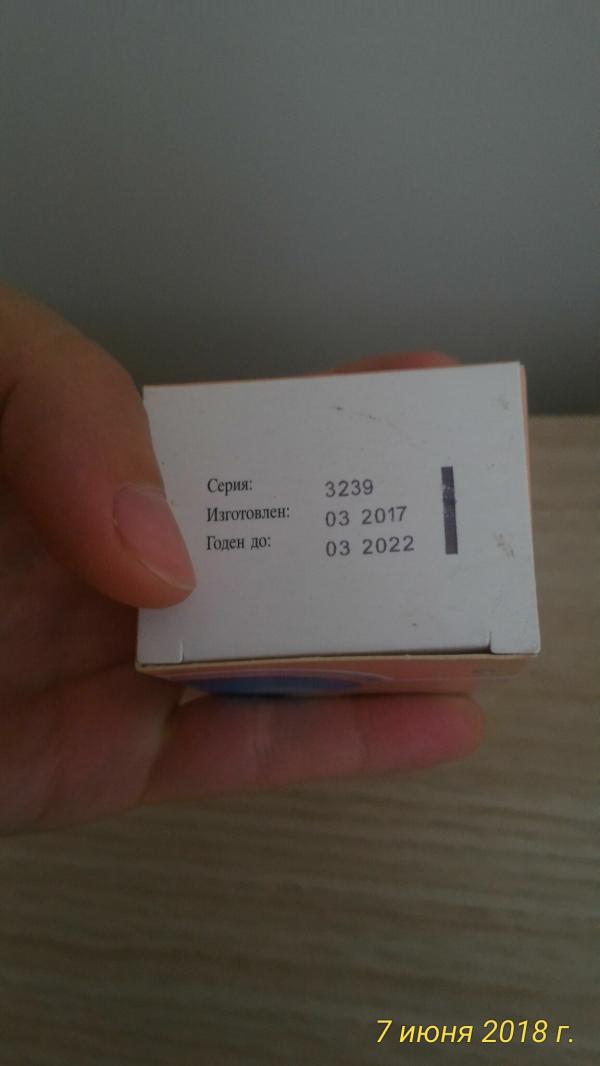 Серия: 3239
Изготовлен: 03 2017
Годен до: 03 2022
7 июня 2018 г.